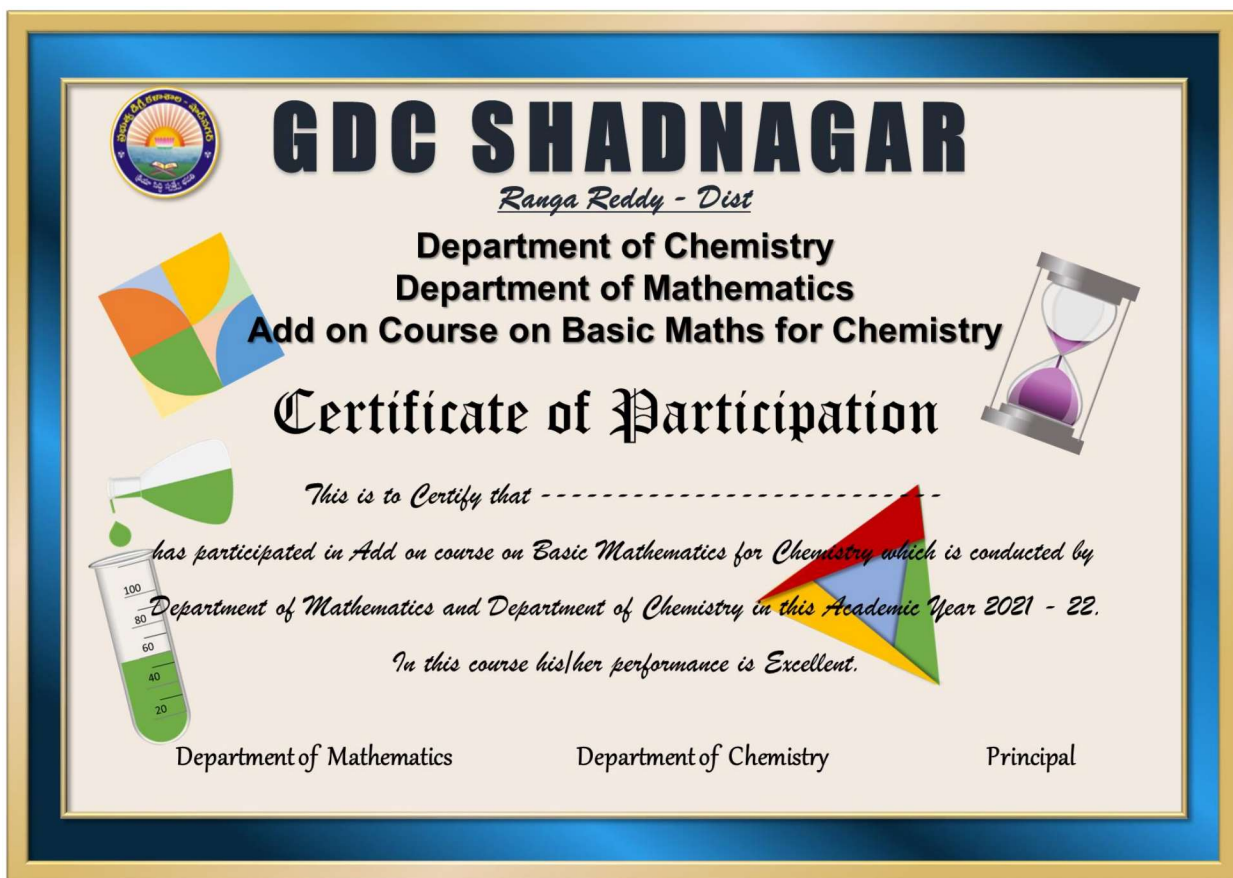 GDC SHADNAGAR
Ranga Reddy - Dist
Department of Chemistry
Department of Mathematics
Add on Course on Basic Maths for Chemistry
Certificate of Participation
This is to Certify that --------------------------
has participated in Add on course on Basic Mathematics for Chemistry which is conducted by
Department of Mathematics and Department of Chemistry in this Academic Year 2021 - 22.
In this course his/her performance is Excellent.
100
80
60
40
20
Department of Mathematics Department of Chemistry Principal